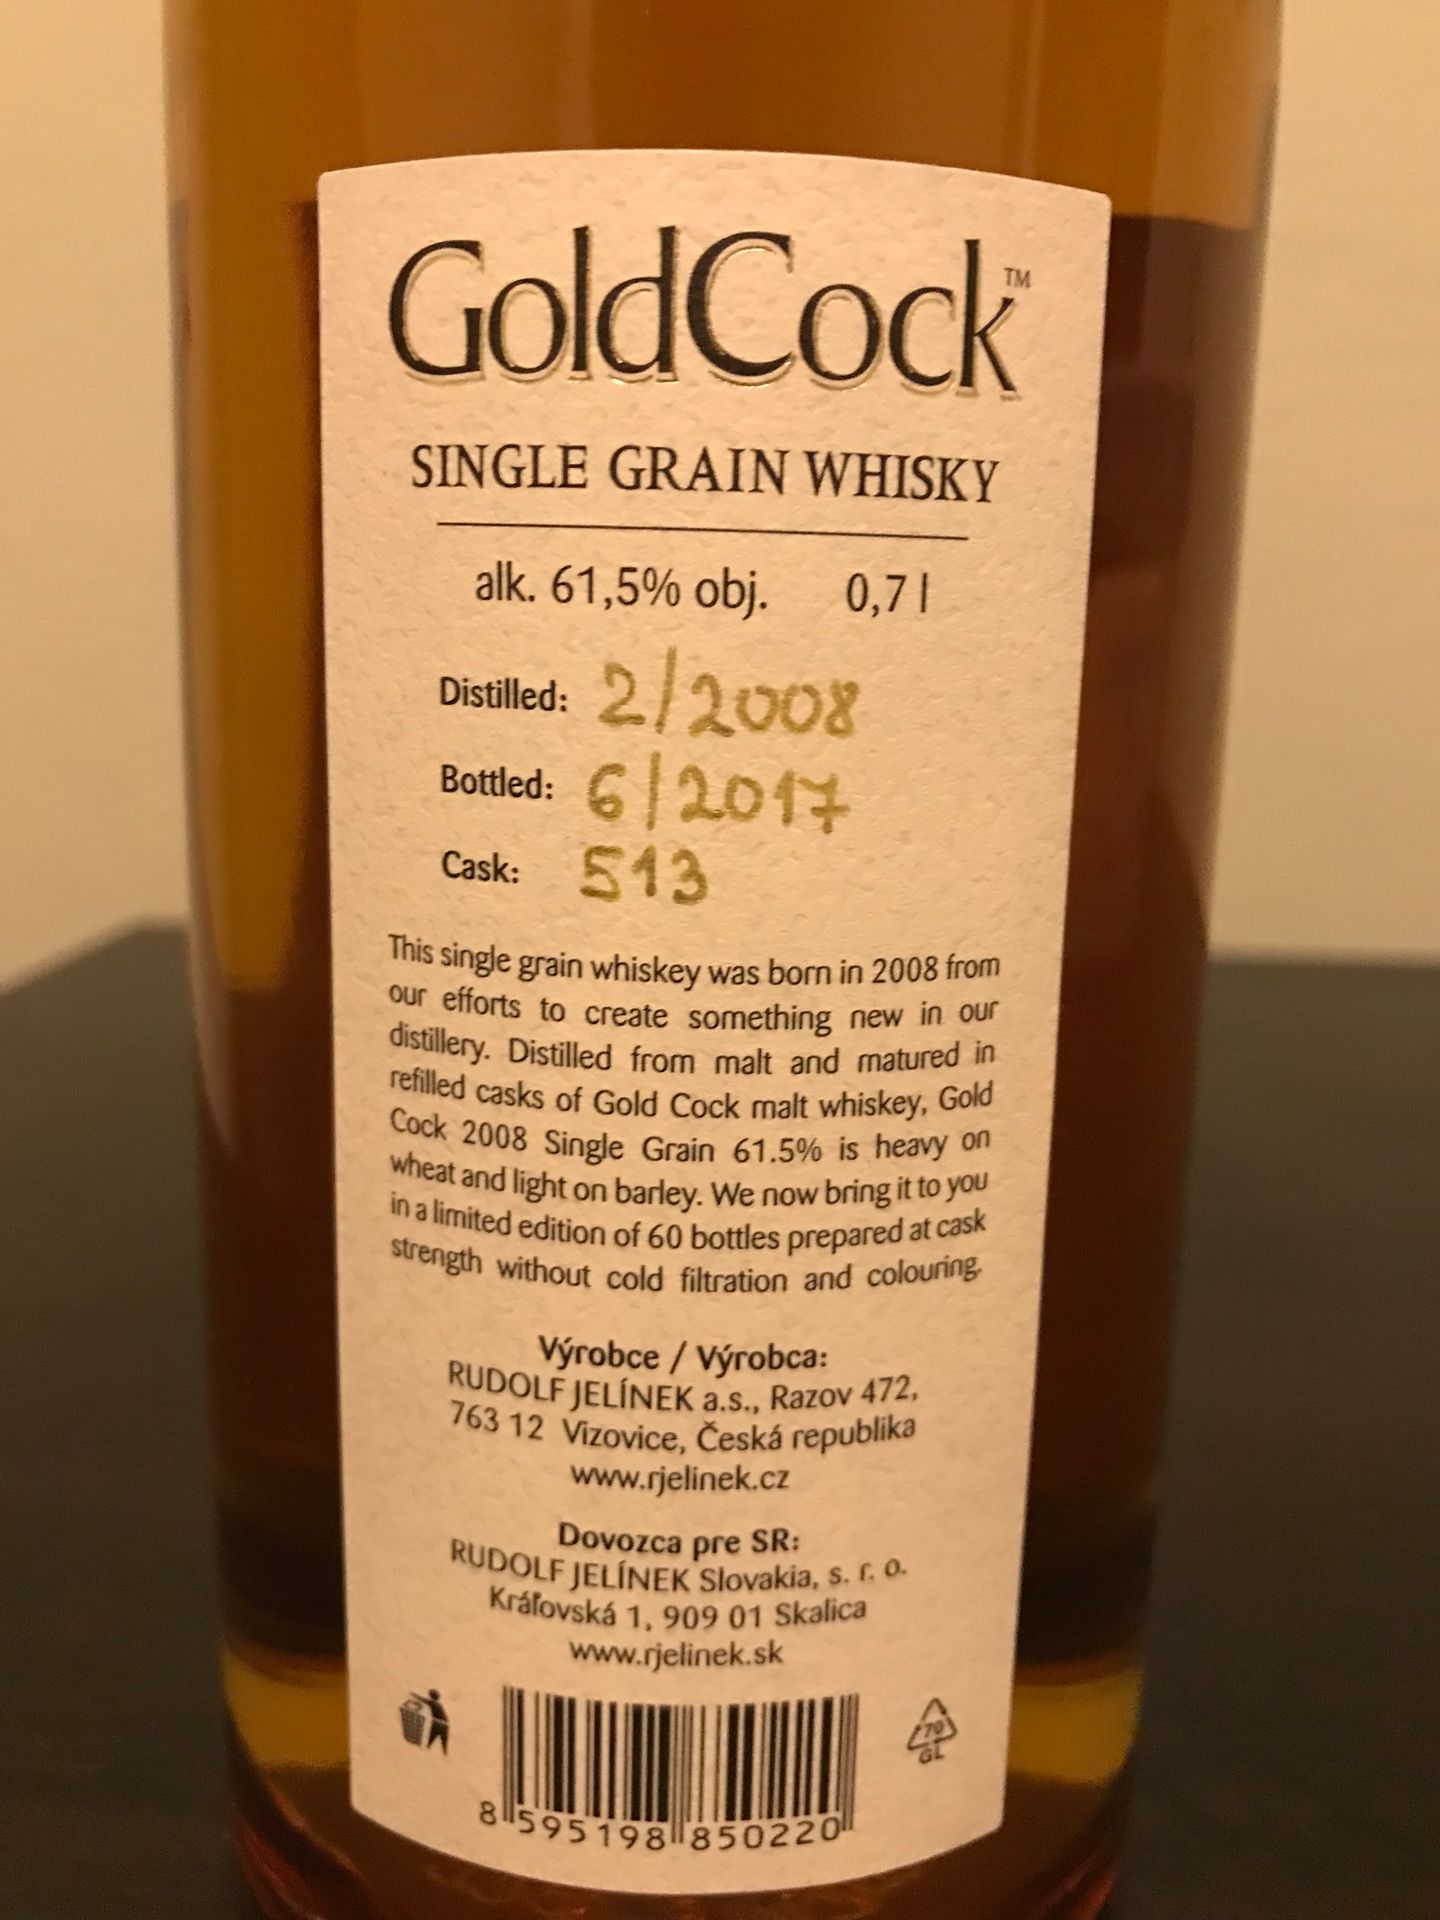 GoldCock™
SINGLE GRAIN WHISKY
alk. 61,5% obj. 0,7 l
Distilled: 2/2008
Bottled: 6/2017
Cask: 513
This single grain whiskey was born in 2008 from
our efforts to create something new in our
distillery. Distilled from malt and matured in
refilled casks of Gold Cock malt whiskey, Gold
Cock 2008 Single Grain 61.5% is heavy on
wheat and light on barley. We now bring it to you
in a limited edition of 60 bottles prepared at cask
strength without cold filtration and colouring.
Výrobce / Výrobca:
RUDOLF JELÍNEK a.s., Razov 472,
763 12 Vizovice, Česká republika
www.rjelinek.cz
Dovozca pre SR:
RUDOLF JELÍNEK Slovakia, s. r. o.
Kráľovská 1, 909 01 Skalica
www.rjelinek.sk
70
GL
8 595198 850220